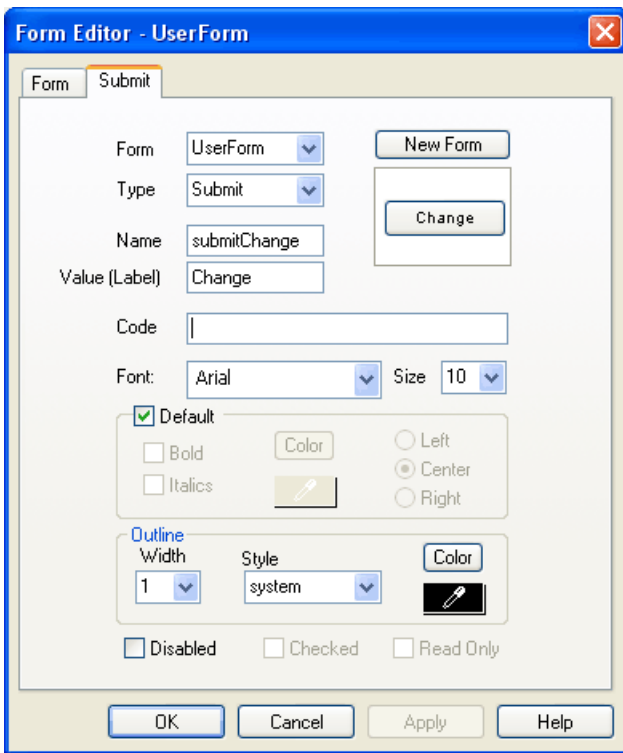 Form Editor - UserForm
Form Submit
Form UserForm New Form
Type Submit
Change
Name submitChange
Value (Label) Change
Code
Font: Arial Size 10
Default
Bold Color Left
Center
Italics
Right
Outline
Width Style Color
1 system
Disabled Checked Read Only
OK Cancel Apply Help